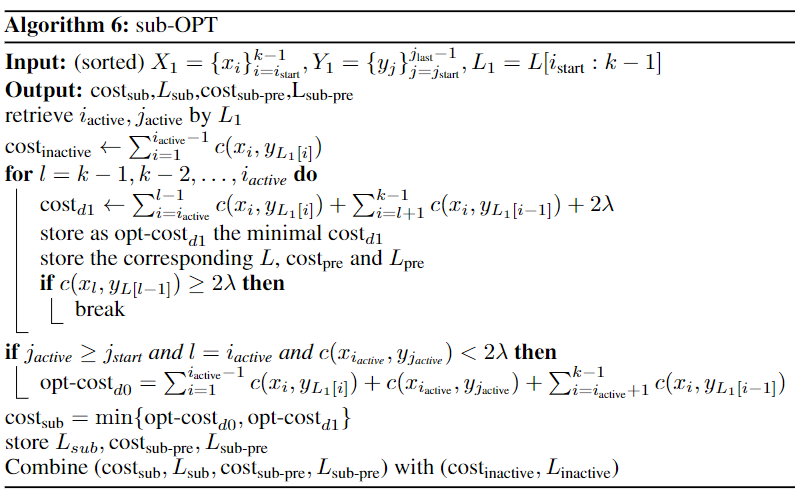 Algorithm 6: sub-OPT
Input: (sorted) $X_1 = \{x_i\}_{i=i_{\text{start}}}^{k-1}, Y_1 = \{y_j\}_{j=j_{\text{start}}}^{j_{\text{last}}-1}, L_1 = L[i_{\text{start}} : k-1]$
Output: $\text{cost}_{\text{sub}}$,$L_{\text{sub}}$,$\text{cost}_{\text{sub-pre}}$,$\text{L}_{\text{sub-pre}}$
retrieve $i_{\text{active}}, j_{\text{active}}$ by $L_1$
$\text{cost}_{\text{inactive}} \leftarrow \sum_{i=1}^{i_{\text{active}}-1} c(x_i, y_{L_1[i]})$
for $l = k-1, k-2, \ldots, i_{active}$ do
$\text{cost}_{d1} \leftarrow \sum_{i=i_{\text{active}}}^{l-1} c(x_i, y_{L_1[i]}) + \sum_{i=l+1}^{k-1} c(x_i, y_{L_1[i-1]}) + 2\lambda$
store as $\text{opt-cost}_{d1}$ the minimal $\text{cost}_{d1}$
store the corresponding $L$, $\text{cost}_{\text{pre}}$ and $L_{\text{pre}}$
if $c(x_l, y_{L[l-1]}) \geq 2\lambda$ then
break
if $j_{active} \geq j_{start}$ and $l = i_{active}$ and $c(x_{i_{active}}, y_{j_{active}}) < 2\lambda$ then
$\text{opt-cost}_{d0} = \sum_{i=1}^{i_{\text{active}}-1} c(x_i, y_{L_1[i]}) + c(x_{i_{\text{active}}}, y_{j_{\text{active}}}) + \sum_{i=i_{\text{active}}+1}^{k-1} c(x_i, y_{L_1[i-1]})$
$\text{cost}_{\text{sub}} = \min\{\text{opt-cost}_{d0}, \text{opt-cost}_{d1}\}$
store $L_{sub}, \text{cost}_{\text{sub-pre}}, L_{\text{sub-pre}}$
Combine $(\text{cost}_{\text{sub}}, L_{\text{sub}}, \text{cost}_{\text{sub-pre}}, L_{\text{sub-pre}})$ with $(\text{cost}_{\text{inactive}}, L_{\text{inactive}})$